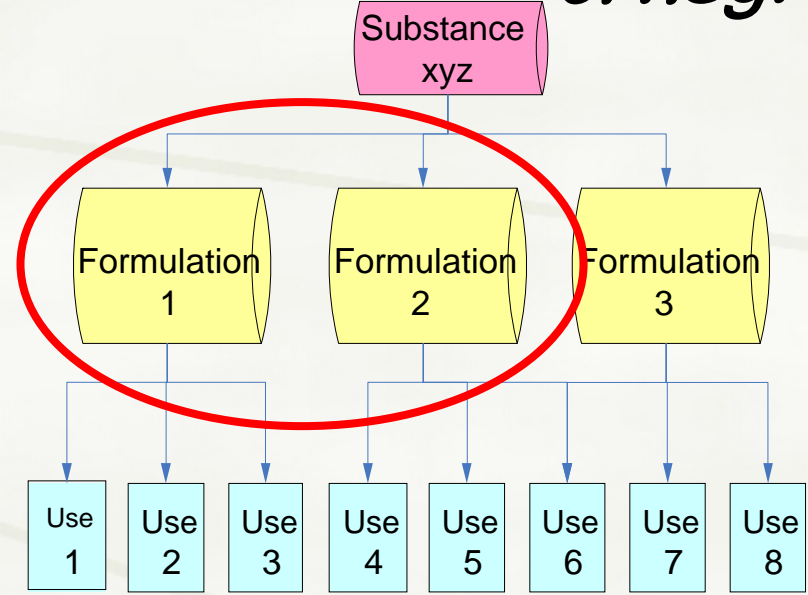 Substance
xyz
Formulation
1
Formulation
2
Formulation
3
Use
1
Use
2
Use
3
Use
4
Use
5
Use
6
Use
7
Use
8